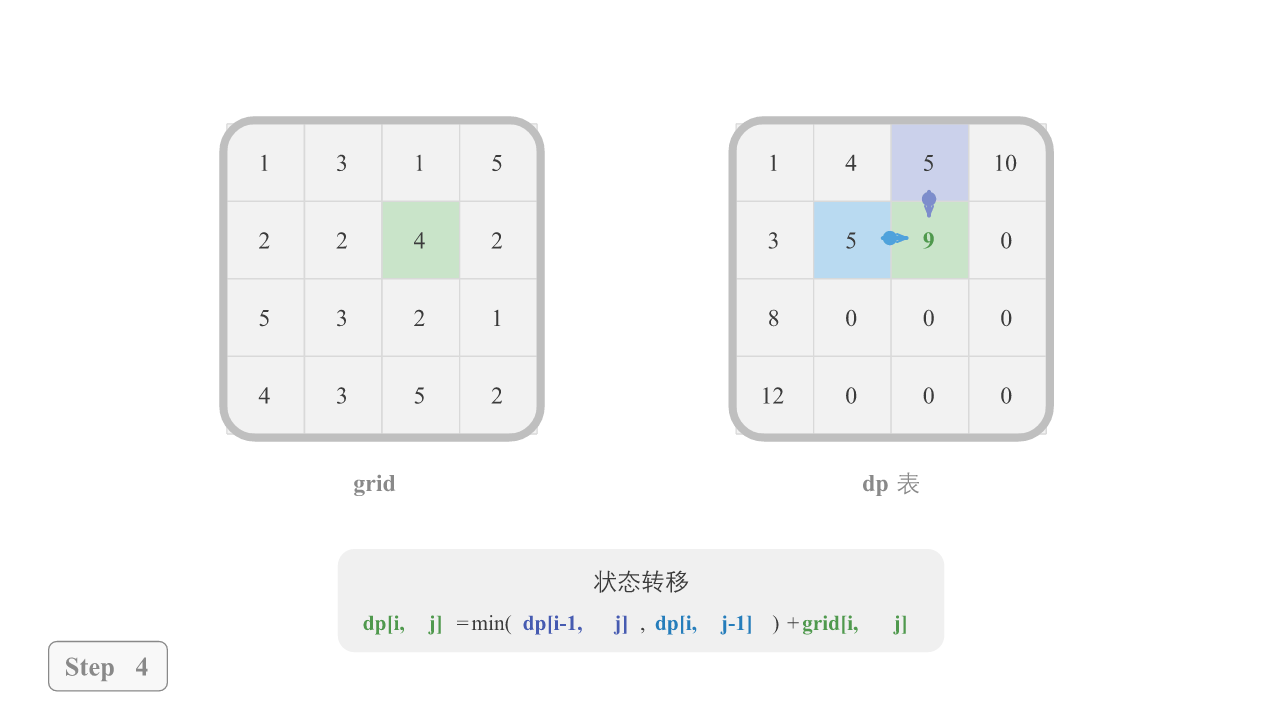 1 3 1 5 1 4 5 10
2 2 4 2 3 5 9 0
5 3 2 1 8 0 0 0
4 3 5 2 12 0 0 0
grid dp 表
状态转移
dp[i, j] =min( dp[i-1, j] , dp[i, j-1] ) +grid[i, j]
Step 4